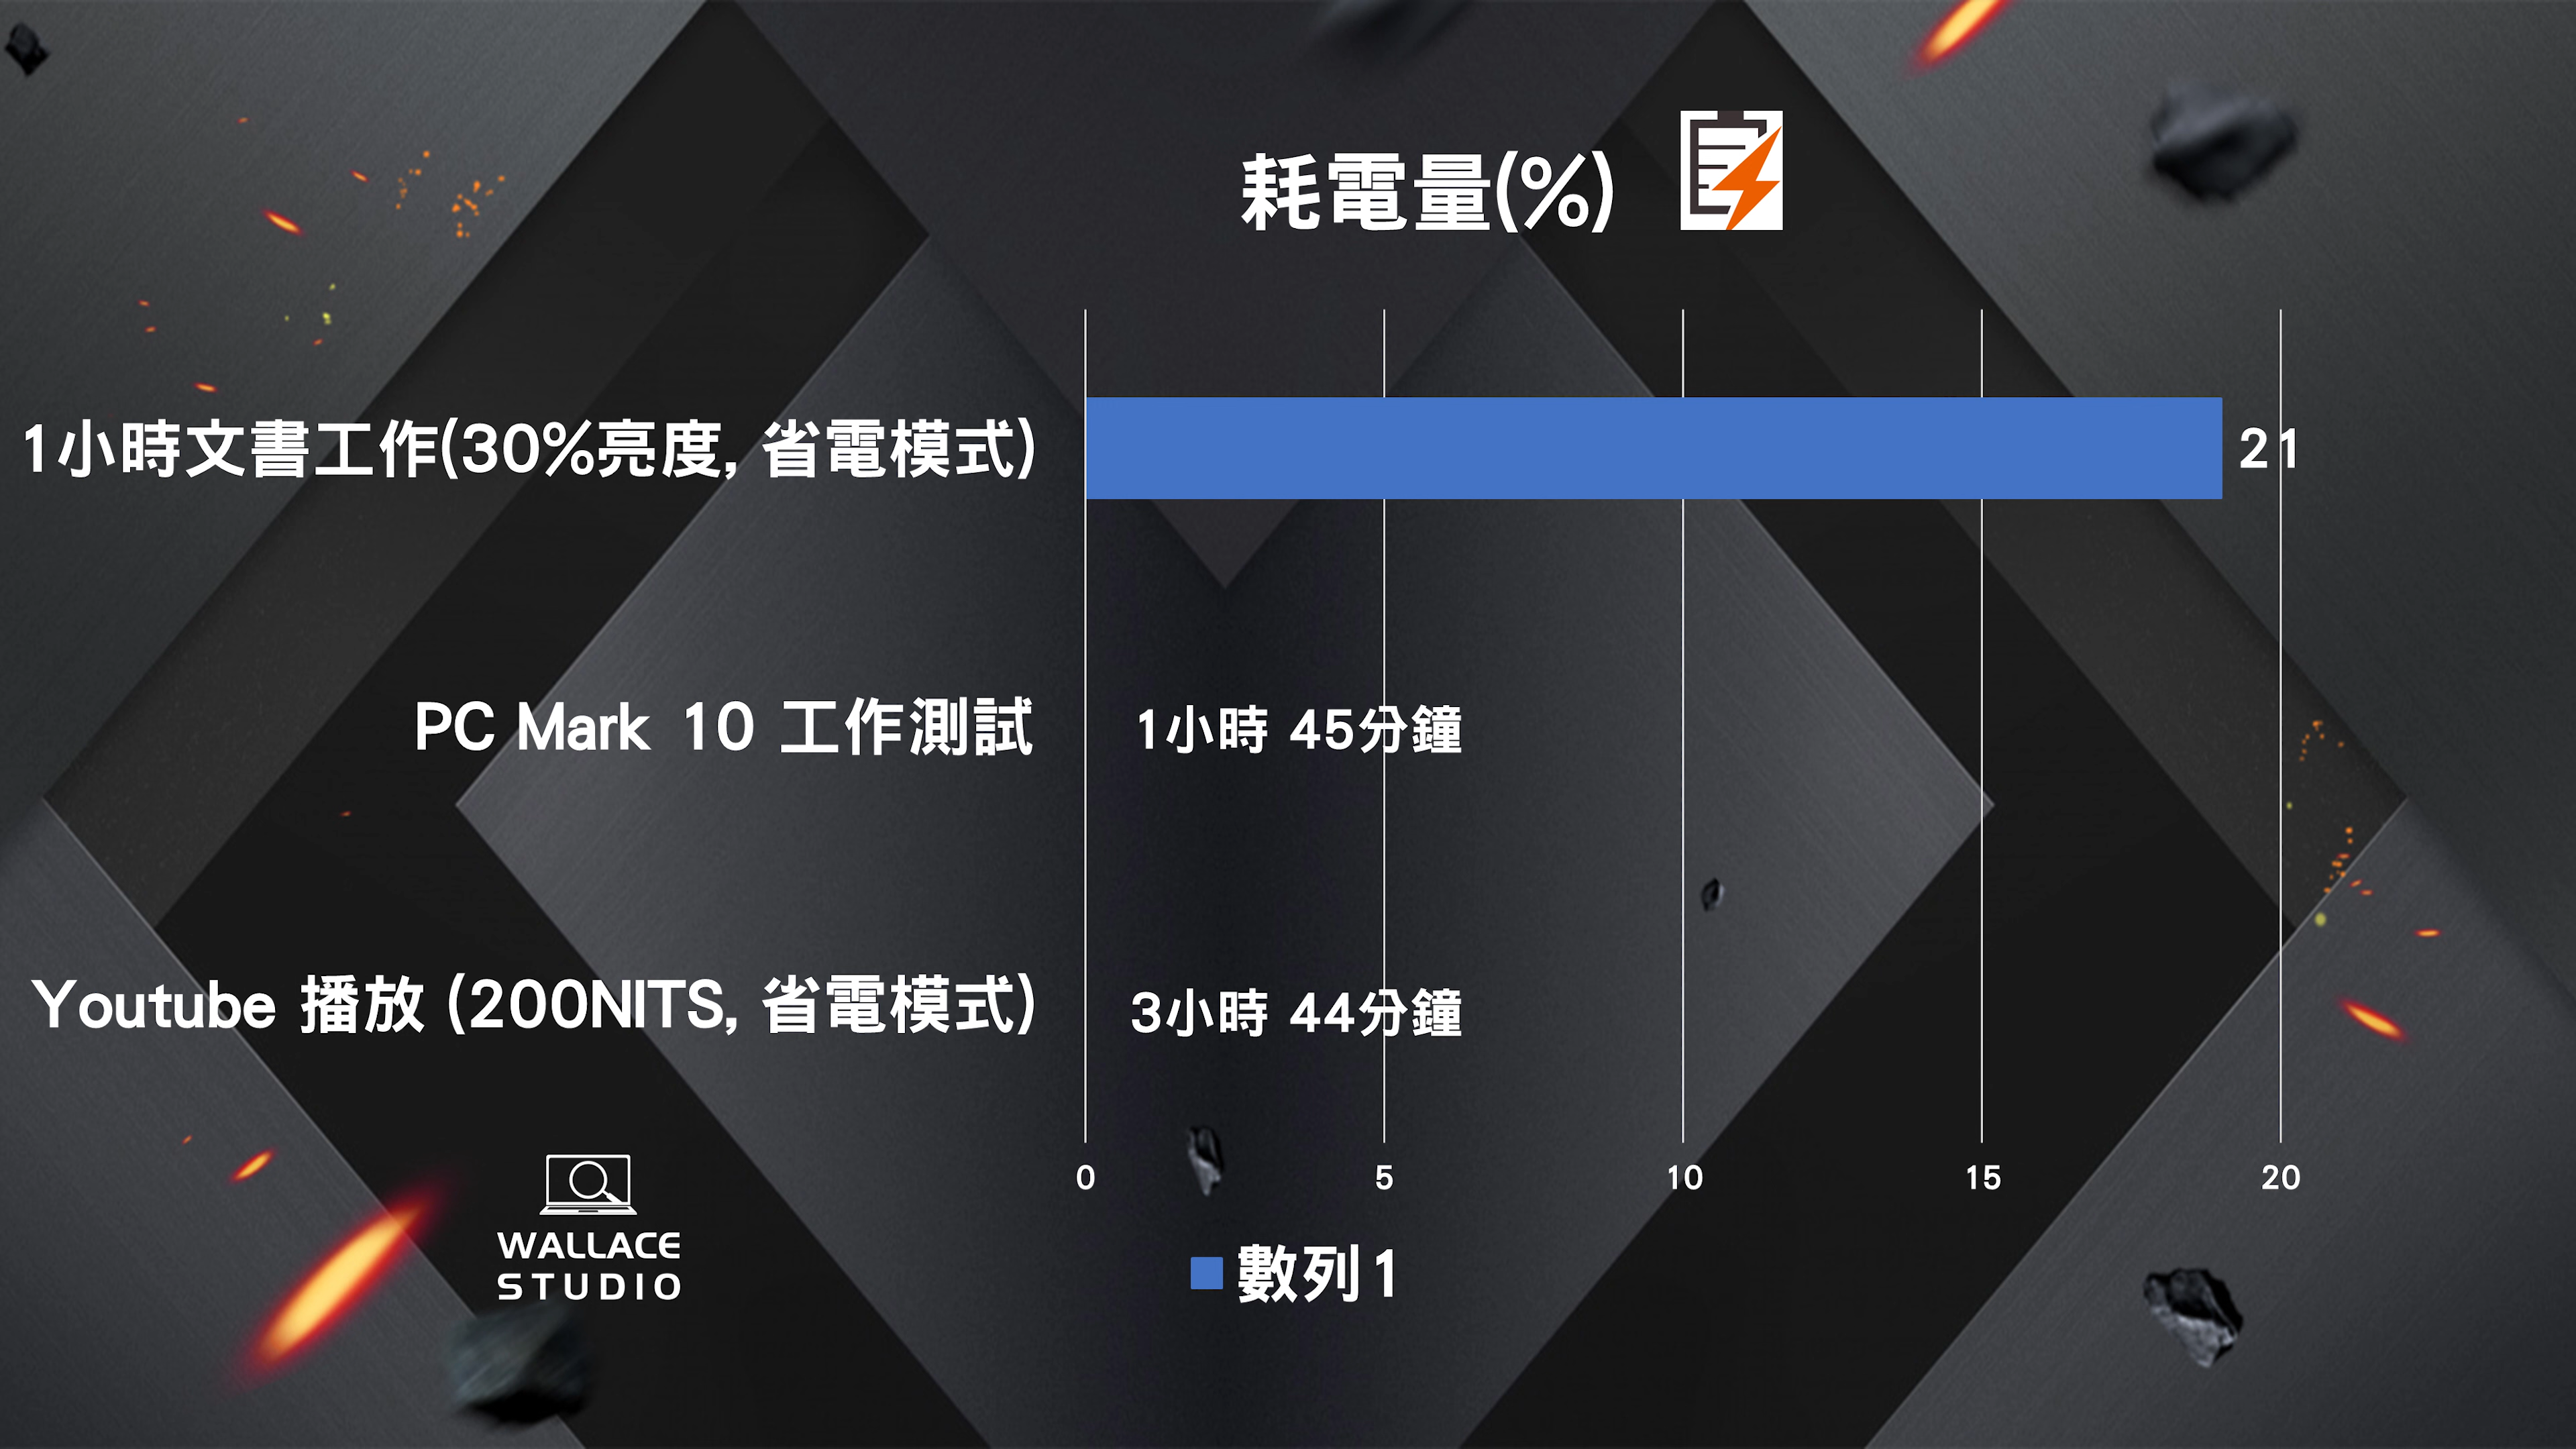 耗電量(%)
1小時文書工作(30%亮度, 省電模式)
21
PC Mark 10 工作測試
1小時 45分鐘
Youtube 播放 (200NITS, 省電模式)
3小時 44分鐘
0 5 10 15 20
數列1
WALLACE
STUDIO